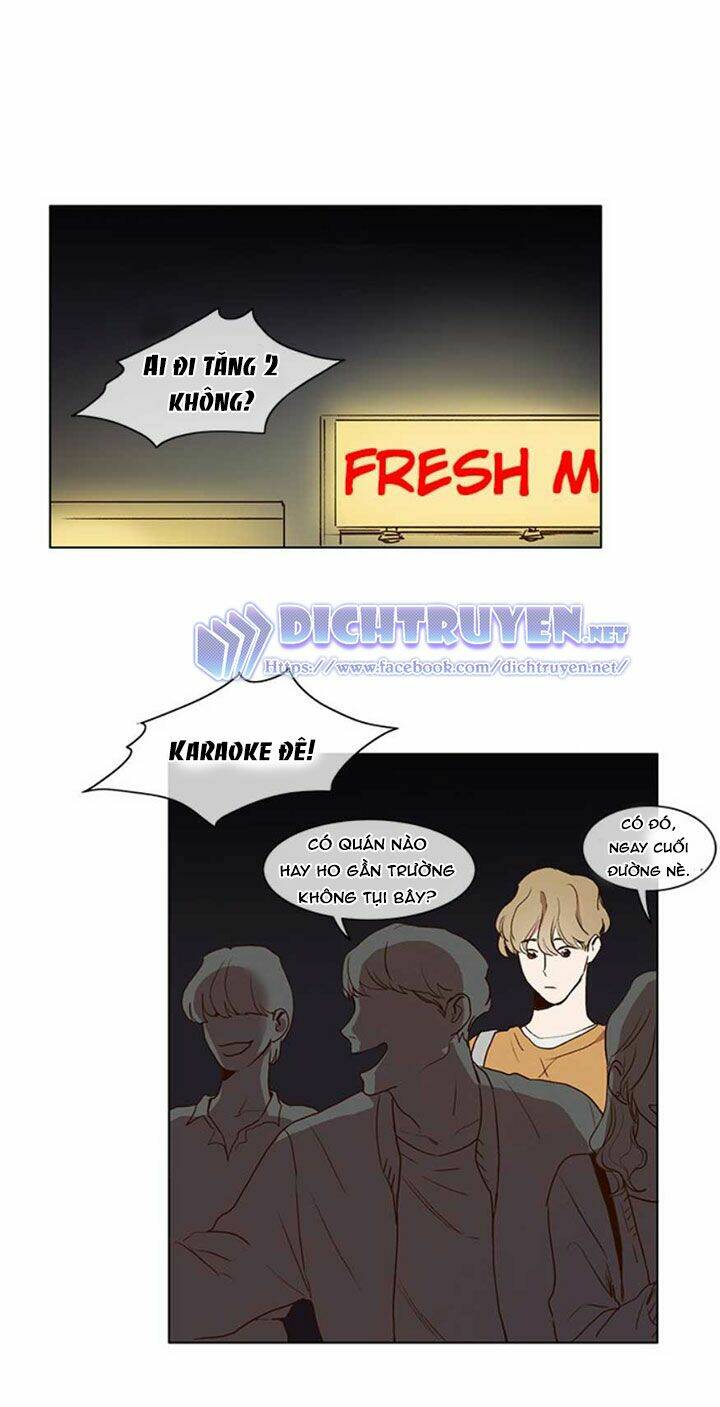 AI ĐI TĂNG 2
KHÔNG?
FRESH M
DICHTRUYEN.NET
Https://www.facebook.com/dichtruyen.net/
KARAOKE ĐÊ!
CÓ QUÁN NÀO
HAY HO GẦN TRƯỜNG
KHÔNG TỤI BÂY?
CÓ ĐÓ,
NGAY CUỐI
ĐƯỜNG NÈ.